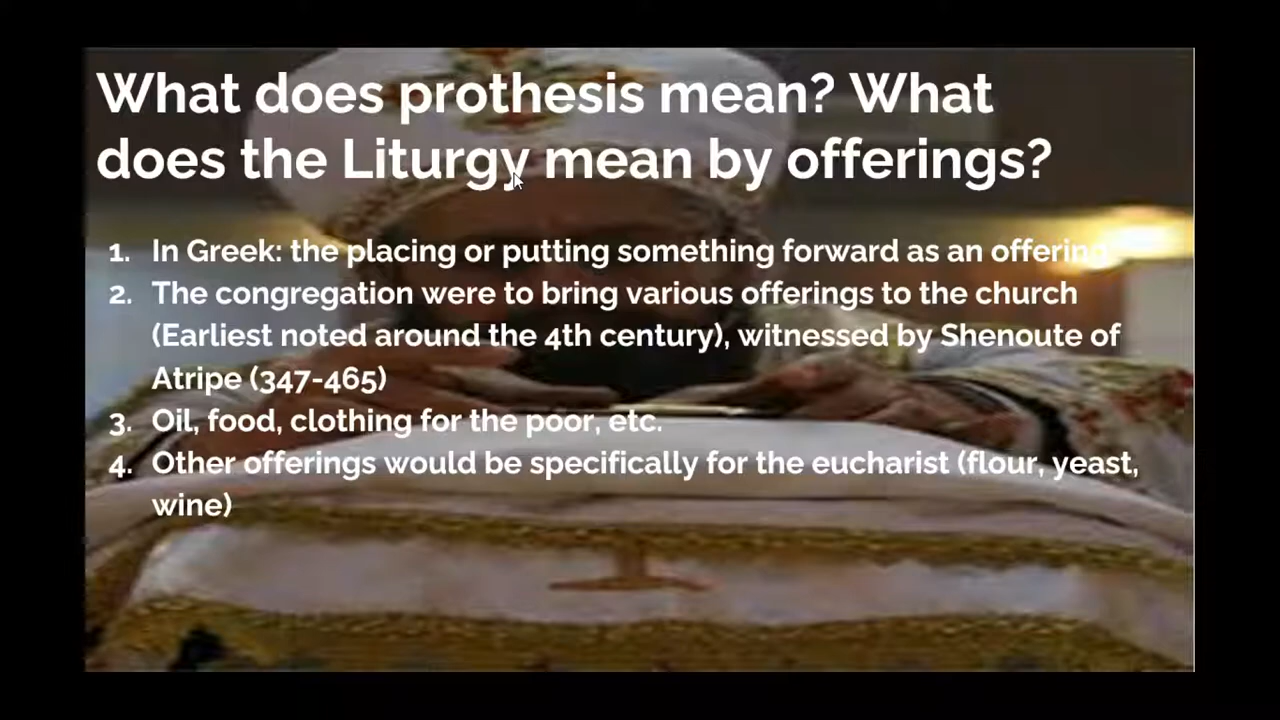 What does prothesis mean? What
does the Liturgy mean by offerings?
1. In Greek: the placing or putting something forward as an offering
2. The congregation were to bring various offerings to the church
(Earliest noted around the 4th century), witnessed by Shenoute of
Atripe (347-465)
3. Oil, food, clothing for the poor, etc.
4. Other offerings would be specifically for the eucharist (flour, yeast,
wine)